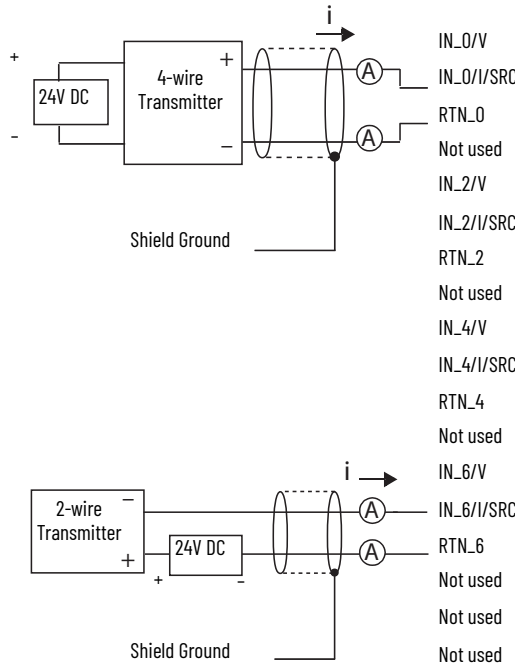 i
IN_0/V
+
+
A
IN_0/I/SRC
24V DC
4-wire
Transmitter
RTN_0
-
−
A
Not used
IN_2/V
IN_2/I/SRC
Shield Ground
RTN_2
Not used
IN_4/V
IN_4/I/SRC
RTN_4
Not used
i
IN_6/V
2-wire
Transmitter
−
A
IN_6/I/SRC
+
24V DC
A
RTN_6
+
-
Not used
Not used
Shield Ground
Not used